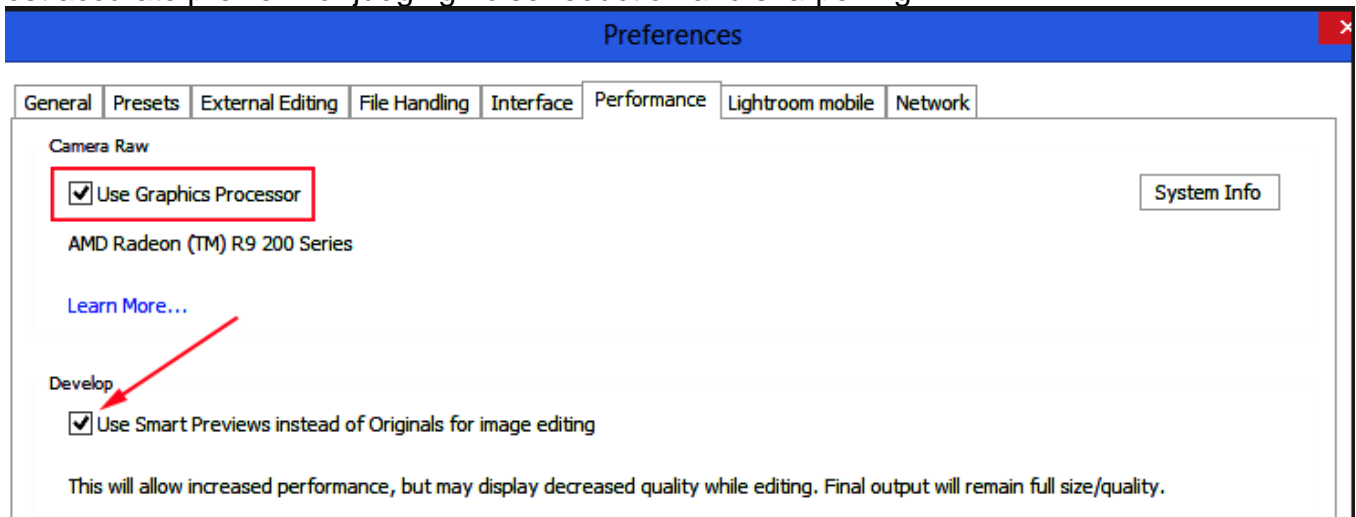 Preferences
General Presets External Editing File Handling Interface Performance Lightroom mobile Network
Camera Raw
Use Graphics Processor
System Info
AMD Radeon (TM) R9 200 Series
Learn More...
Develop
Use Smart Previews instead of Originals for image editing
This will allow increased performance, but may display decreased quality while editing. Final output will remain full size/quality.